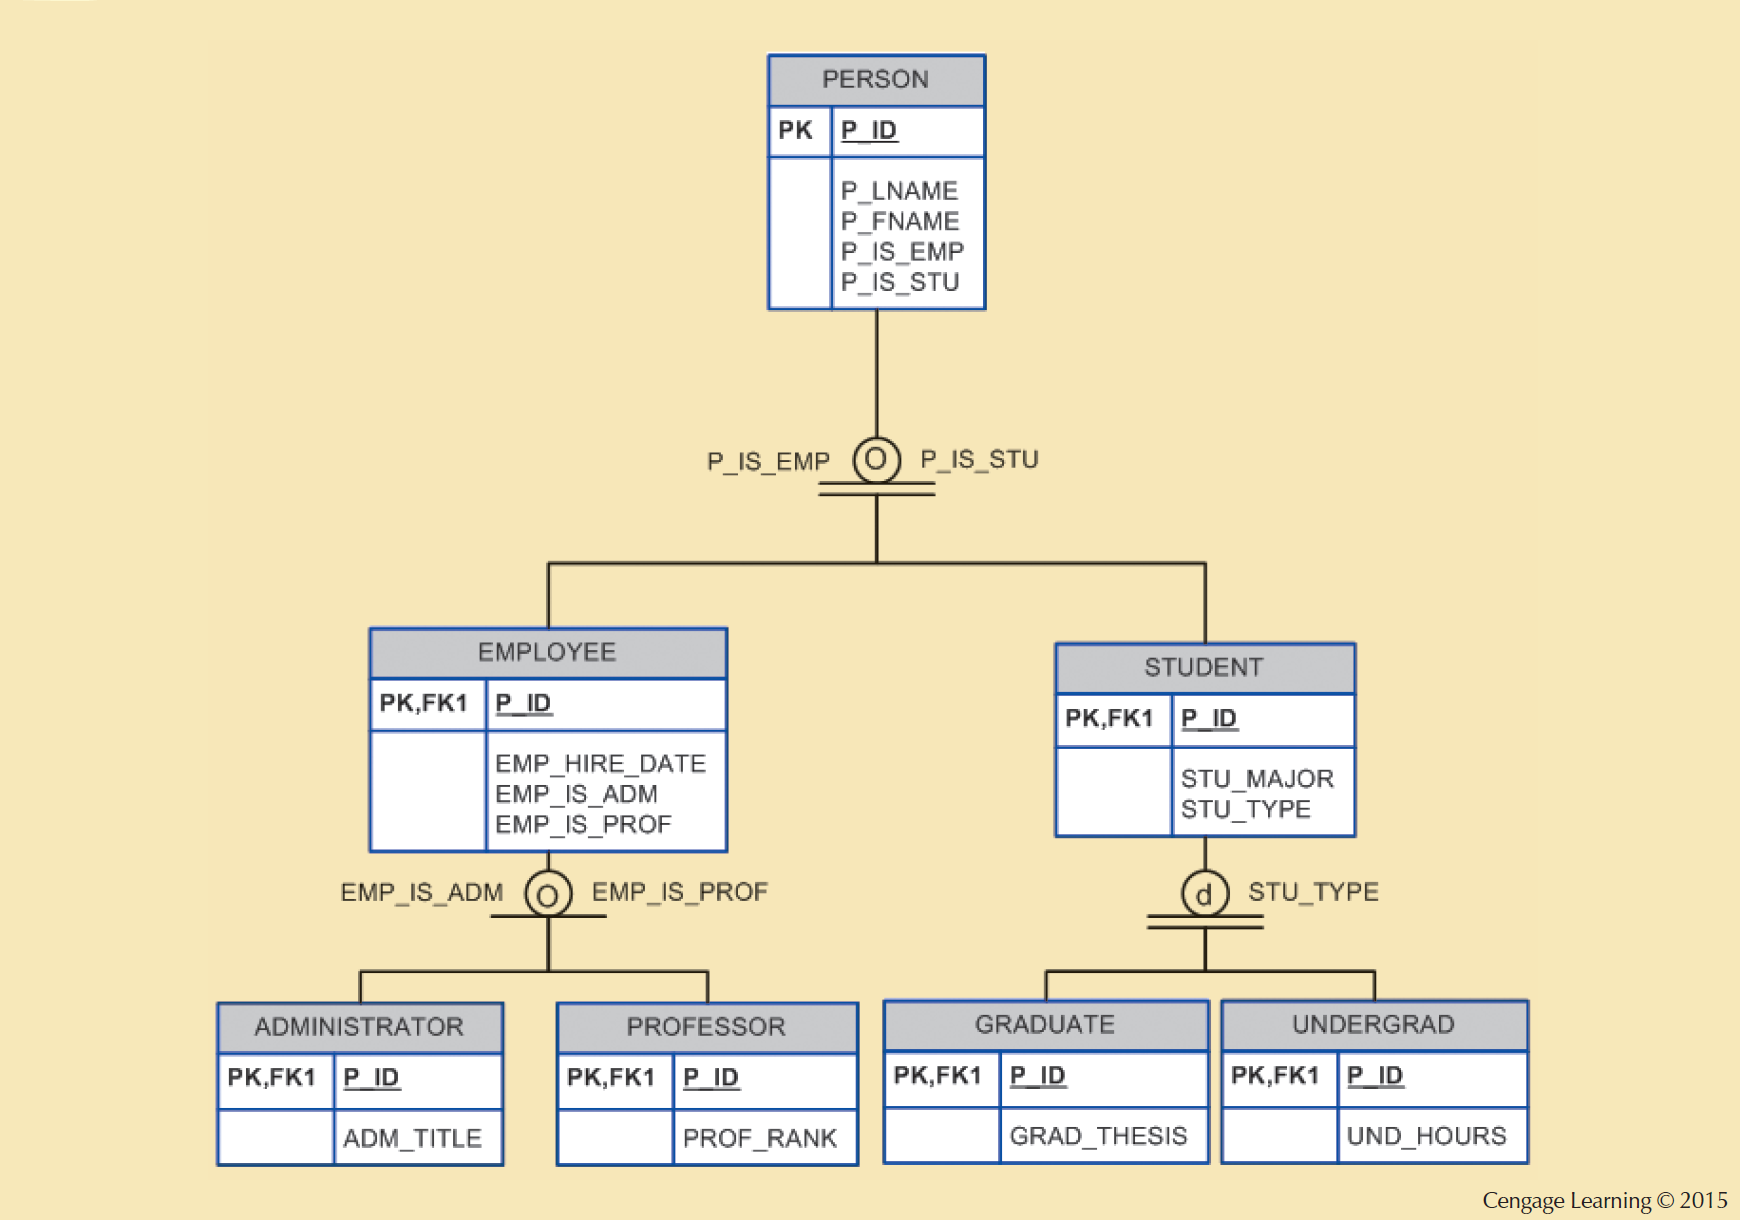 PERSON
PK P_ID
P_LNAME
P_FNAME
P_IS_EMP
P_IS_STU
P_IS_EMP O P_IS_STU
EMPLOYEE
PK,FK1 P_ID
EMP_HIRE_DATE
EMP_IS_ADM
EMP_IS_PROF
STUDENT
PK,FK1 P_ID
STU_MAJOR
STU_TYPE
EMP_IS_ADM O EMP_IS_PROF
d STU_TYPE
ADMINISTRATOR
PK,FK1 P_ID
ADM_TITLE
PROFESSOR
PK,FK1 P_ID
PROF_RANK
GRADUATE
PK,FK1 P_ID
GRAD_THESIS
UNDERGRAD
PK,FK1 P_ID
UND_HOURS
Cengage Learning © 2015